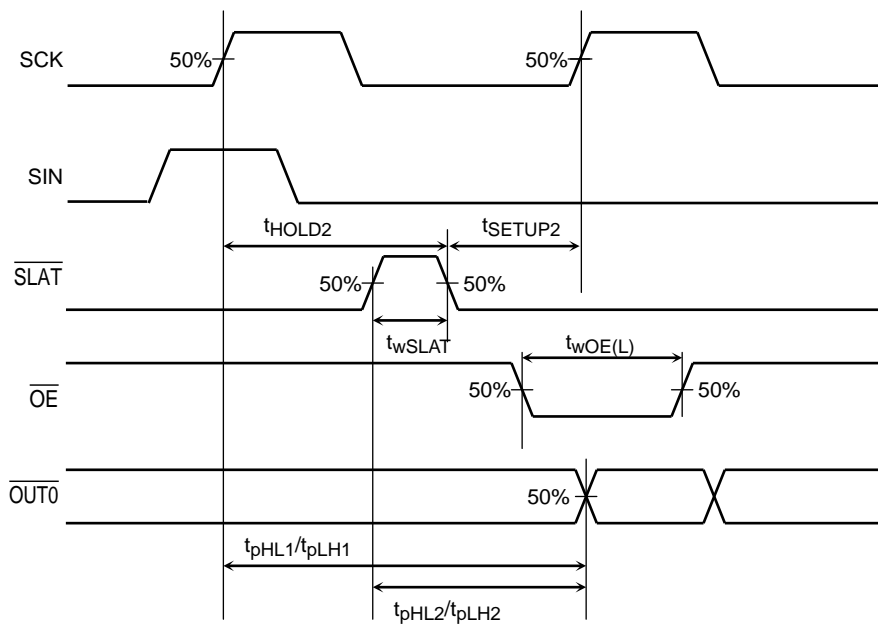 SCK
50%
50%
SIN
tHOLD2
tSETUP2
SLAT
50%
50%
twSLAT
twOE(L)
OE
50%
50%
OUT0
50%
tpHL1/tpLH1
tpHL2/tpLH2